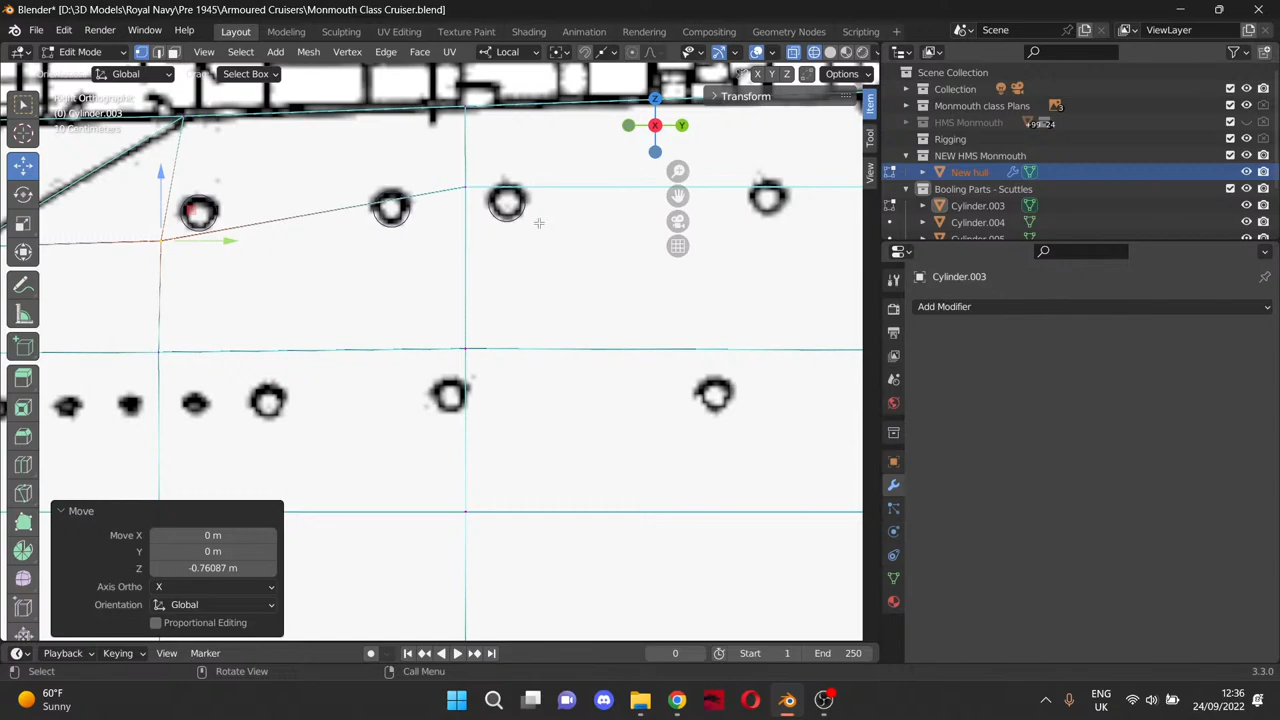 Blender* [D:\3D Models\Royal Navy\Pre 1945\Armoured Cruisers\Monmouth Class Cruiser.blend]
File Edit Render Window Help Layout Modeling Sculpting UV Editing Texture Paint Shading Animation Rendering Compositing Geometry Nodes Scripting Scene ViewLayer
Edit Mode View Select Add Mesh Vertex Edge Face UV Local
Global Select Box X Y Z Options
Right Orthographic
(0) Cylinder.003
10 Centimeters
Transform
Item
Tool
View
Z
X
Y
Scene Collection
Collection
Monmouth class Plans
HMS Monmouth
Rigging
NEW HMS Monmouth
New hull
Booling Parts - Scuttles
Cylinder.003
Cylinder.004
Cylinder.005
Cylinder.003
Add Modifier
Move
Move X 0 m
Y 0 m
Z -0.76087 m
Axis Ortho X
Orientation Global
Proportional Editing
Playback Keying View Marker 0 Start 1 End 250
Select Rotate View Call Menu 3.3.0
60°F
Sunny
ENG
UK
12:36
24/09/2022